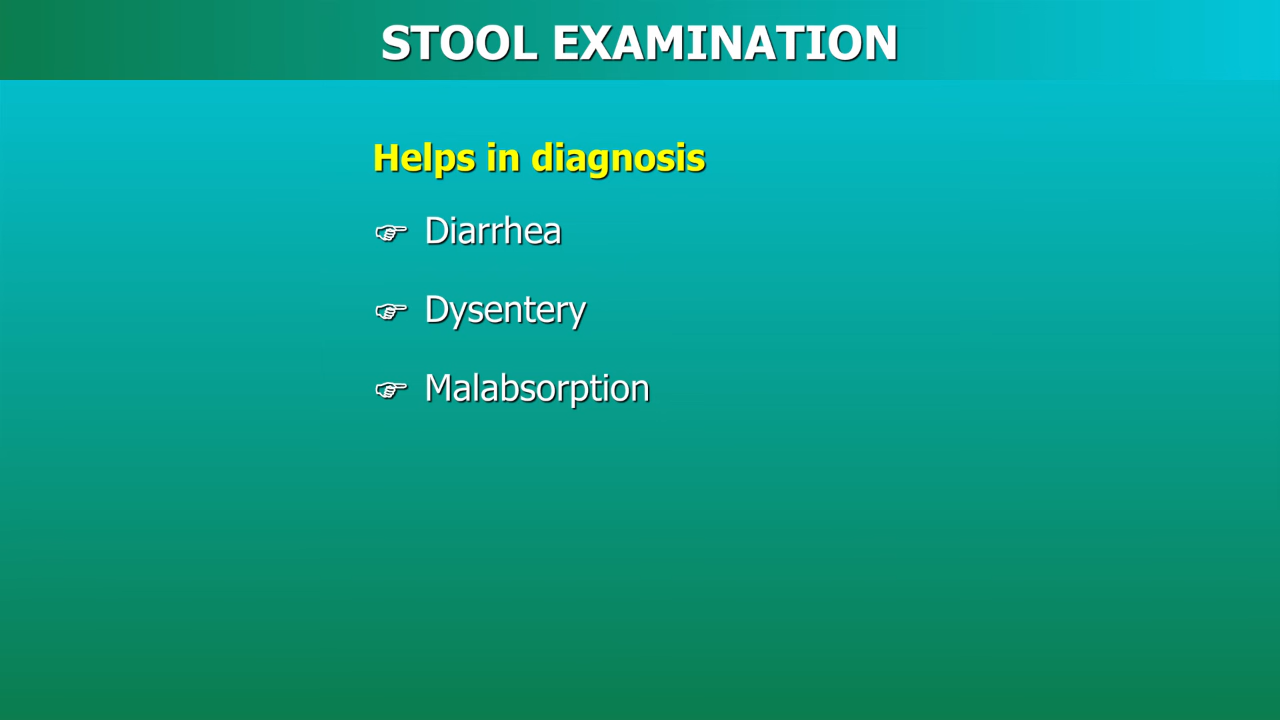 STOOL EXAMINATION
Helps in diagnosis
☞ Diarrhea
☞ Dysentery
☞ Malabsorption